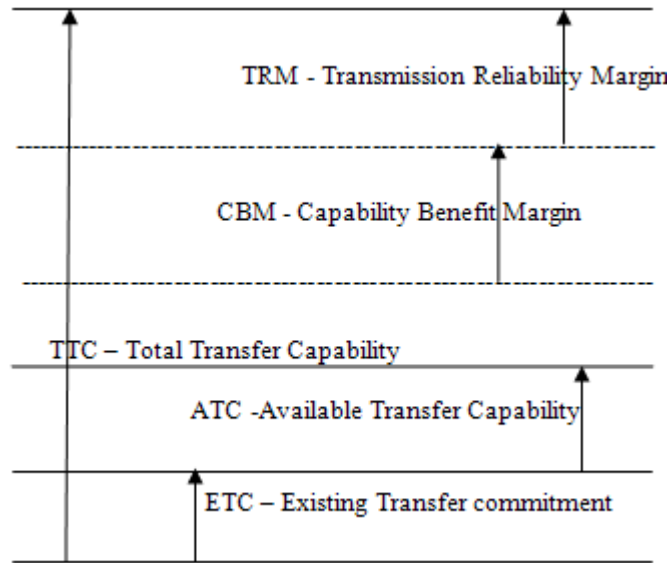 TRM - Transmission Reliability Margin
CBM - Capability Benefit Margin
TTC – Total Transfer Capability
ATC -Available Transfer Capability
ETC – Existing Transfer commitment